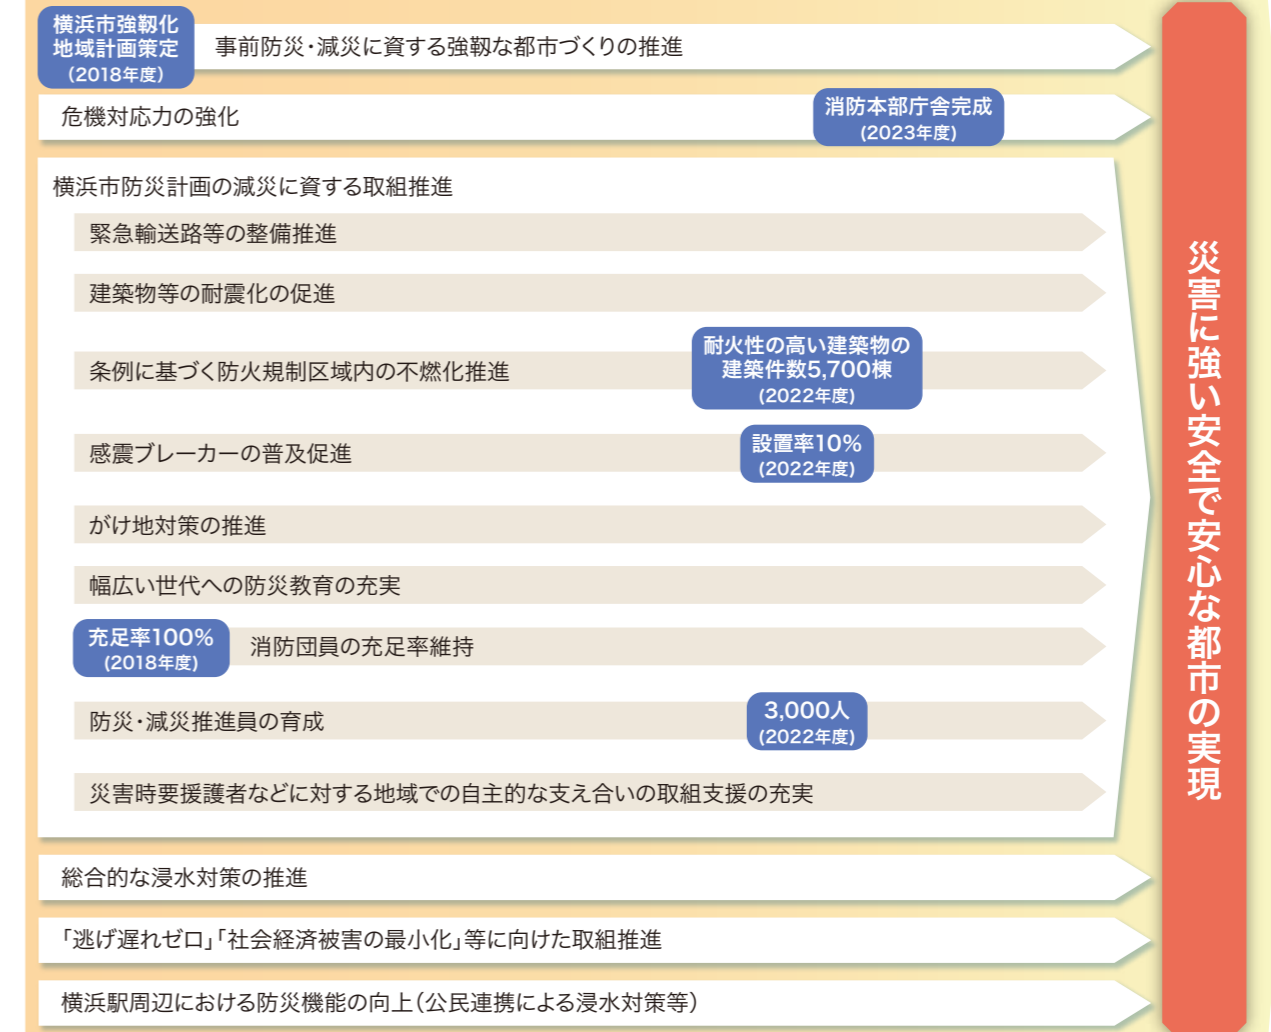 横浜市強靱化
地域計画策定
(2018年度)
事前防災・減災に資する強靱な都市づくりの推進
危機対応力の強化
消防本部庁舎完成
(2023年度)
横浜市防災計画の減災に資する取組推進
緊急輸送路等の整備推進
建築物等の耐震化の促進
条例に基づく防火規制区域内の不燃化推進
耐火性の高い建築物の
建築件数5,700棟
(2022年度)
感震ブレーカーの普及促進
設置率10%
(2022年度)
がけ地対策の推進
幅広い世代への防災教育の充実
充足率100%
(2018年度)
消防団員の充足率維持
防災・減災推進員の育成
3,000人
(2022年度)
災害時要援護者などに対する地域での自主的な支え合いの取組支援の充実
総合的な浸水対策の推進
「逃げ遅れゼロ」「社会経済被害の最小化」等に向けた取組推進
横浜駅周辺における防災機能の向上(公民連携による浸水対策等)
災害に強い安全で安心な都市の実現